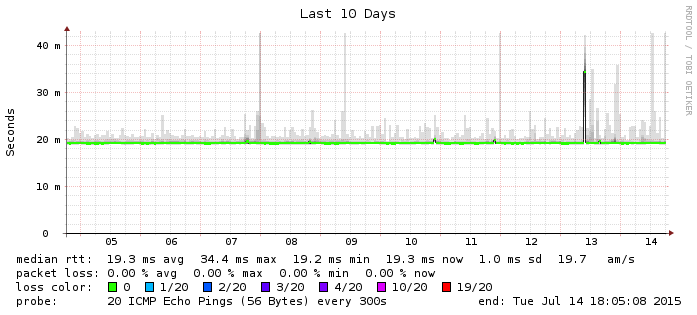 Last 10 Days
RRDTOOL / TOBI OETIKER
Seconds
40 m
30 m
20 m
10 m
0
05 06 07 08 09 10 11 12 13 14
median rtt: 19.3 ms avg 34.4 ms max 19.2 ms min 19.3 ms now 1.0 ms sd 19.7 am/s
packet loss: 0.00 % avg 0.00 % max 0.00 % min 0.00 % now
loss color: 0 1/20 2/20 3/20 4/20 10/20 19/20
probe: 20 ICMP Echo Pings (56 Bytes) every 300s end: Tue Jul 14 18:05:08 2015